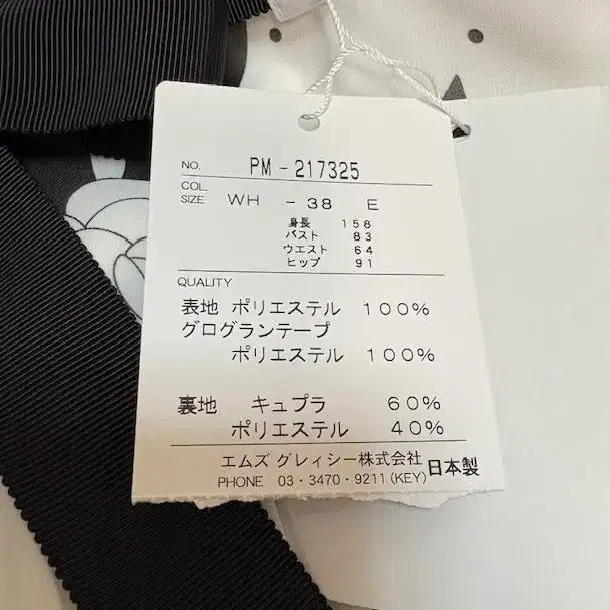 NO. PM-217325
COL.
SIZE WH -38 E
身長 158
バスト 83
ウエスト 64
ヒップ 91
QUALITY
表地 ポリエステル 100%
グログランテープ
ポリエステル 100%
裏地 キュプラ 60%
ポリエステル 40%
エムズ グレィシー株式会社 日本製
PHONE 03・3470・9211(KEY)